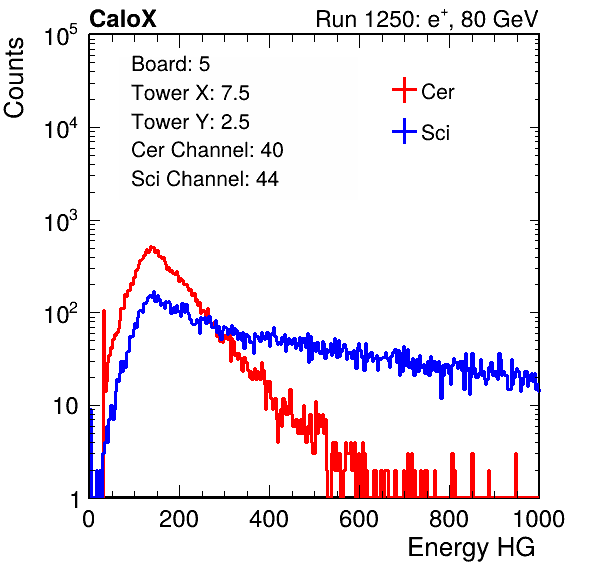 CaloX Run 1250: e⁺, 80 GeV
Counts
Board: 5
Tower X: 7.5
Tower Y: 2.5
Cer Channel: 40
Sci Channel: 44
Cer
Sci
10⁵
10⁴
10³
10²
10
1
0 200 400 600 800 1000
Energy HG